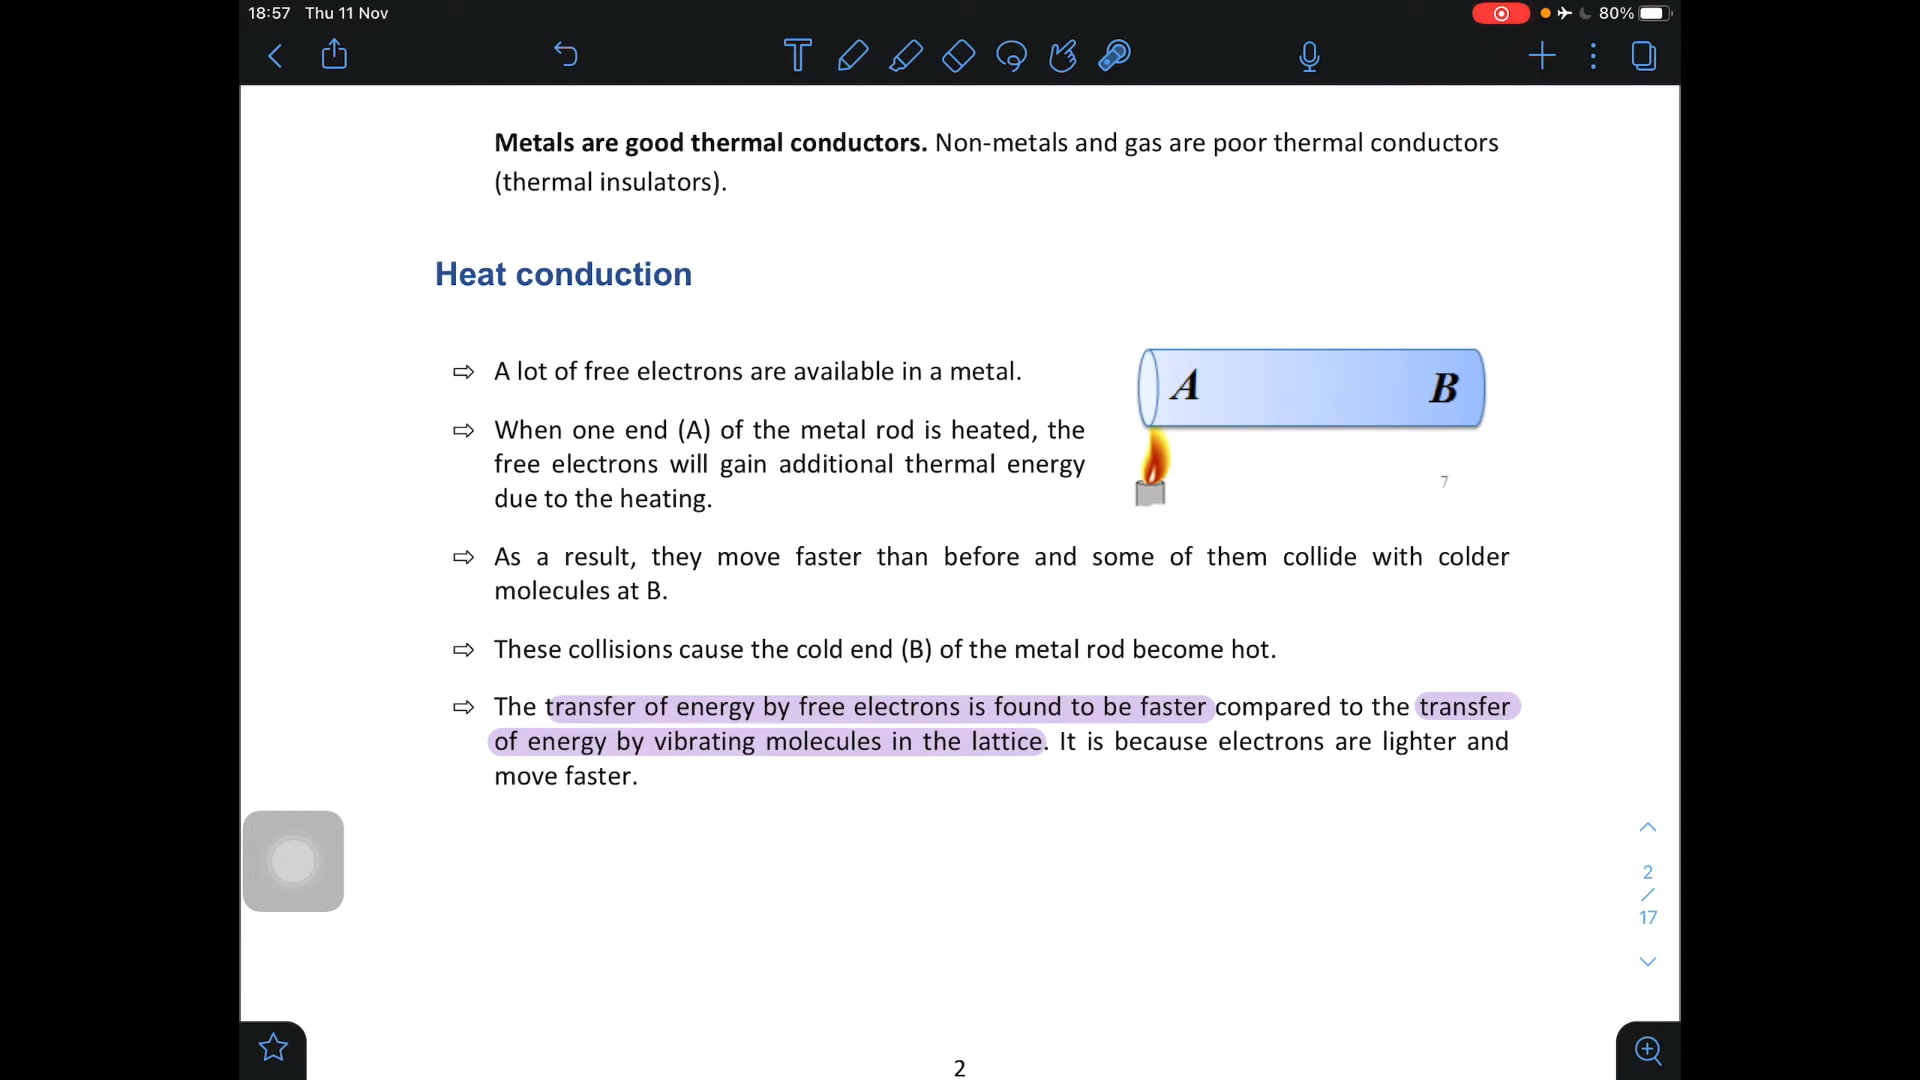 18:57 Thu 11 Nov
80%
Metals are good thermal conductors. Non-metals and gas are poor thermal conductors
(thermal insulators).
Heat conduction
⇨ A lot of free electrons are available in a metal.
⇨ When one end (A) of the metal rod is heated, the
free electrons will gain additional thermal energy
due to the heating.
A
B
7
⇨ As a result, they move faster than before and some of them collide with colder
molecules at B.
⇨ These collisions cause the cold end (B) of the metal rod become hot.
⇨ The transfer of energy by free electrons is found to be faster compared to the transfer
of energy by vibrating molecules in the lattice. It is because electrons are lighter and
move faster.
2
/
17
2